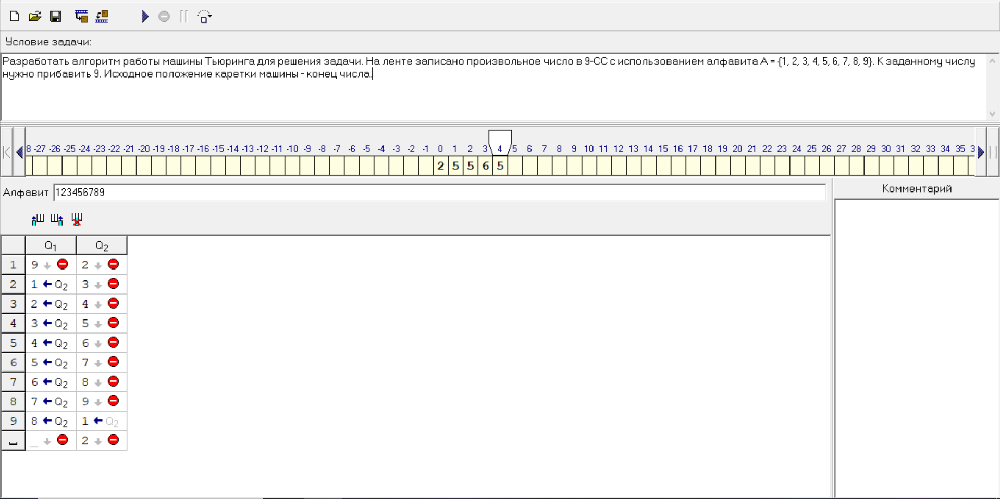 Условие задачи:
Разработать алгоритм работы машины Тьюринга для решения задачи. На ленте записано произвольное число в 9-СС с использованием алфавита A = {1, 2, 3, 4, 5, 6, 7, 8, 9}. К заданному числу
нужно прибавить 9. Исходное положение каретки машины - конец числа.
8 -27 -26 -25 -24 -23 -22 -21 -20 -19 -18 -17 -16 -15 -14 -13 -12 -11 -10 -9 -8 -7 -6 -5 -4 -3 -2 -1 0 1 2 3 4 5 6 7 8 9 10 11 12 13 14 15 16 17 18 19 20 21 22 23 24 25 26 27 28 29 30 31 32 33 34 35 3
2 5 5 6 5
Алфавит 123456789
Комментарий
Q1 Q2
1 9 2
2 1 ← Q2 3
3 2 ← Q2 4
4 3 ← Q2 5
5 4 ← Q2 6
6 5 ← Q2 7
7 6 ← Q2 8
8 7 ← Q2 9
9 8 ← Q2 1 ← Q2
_ 2